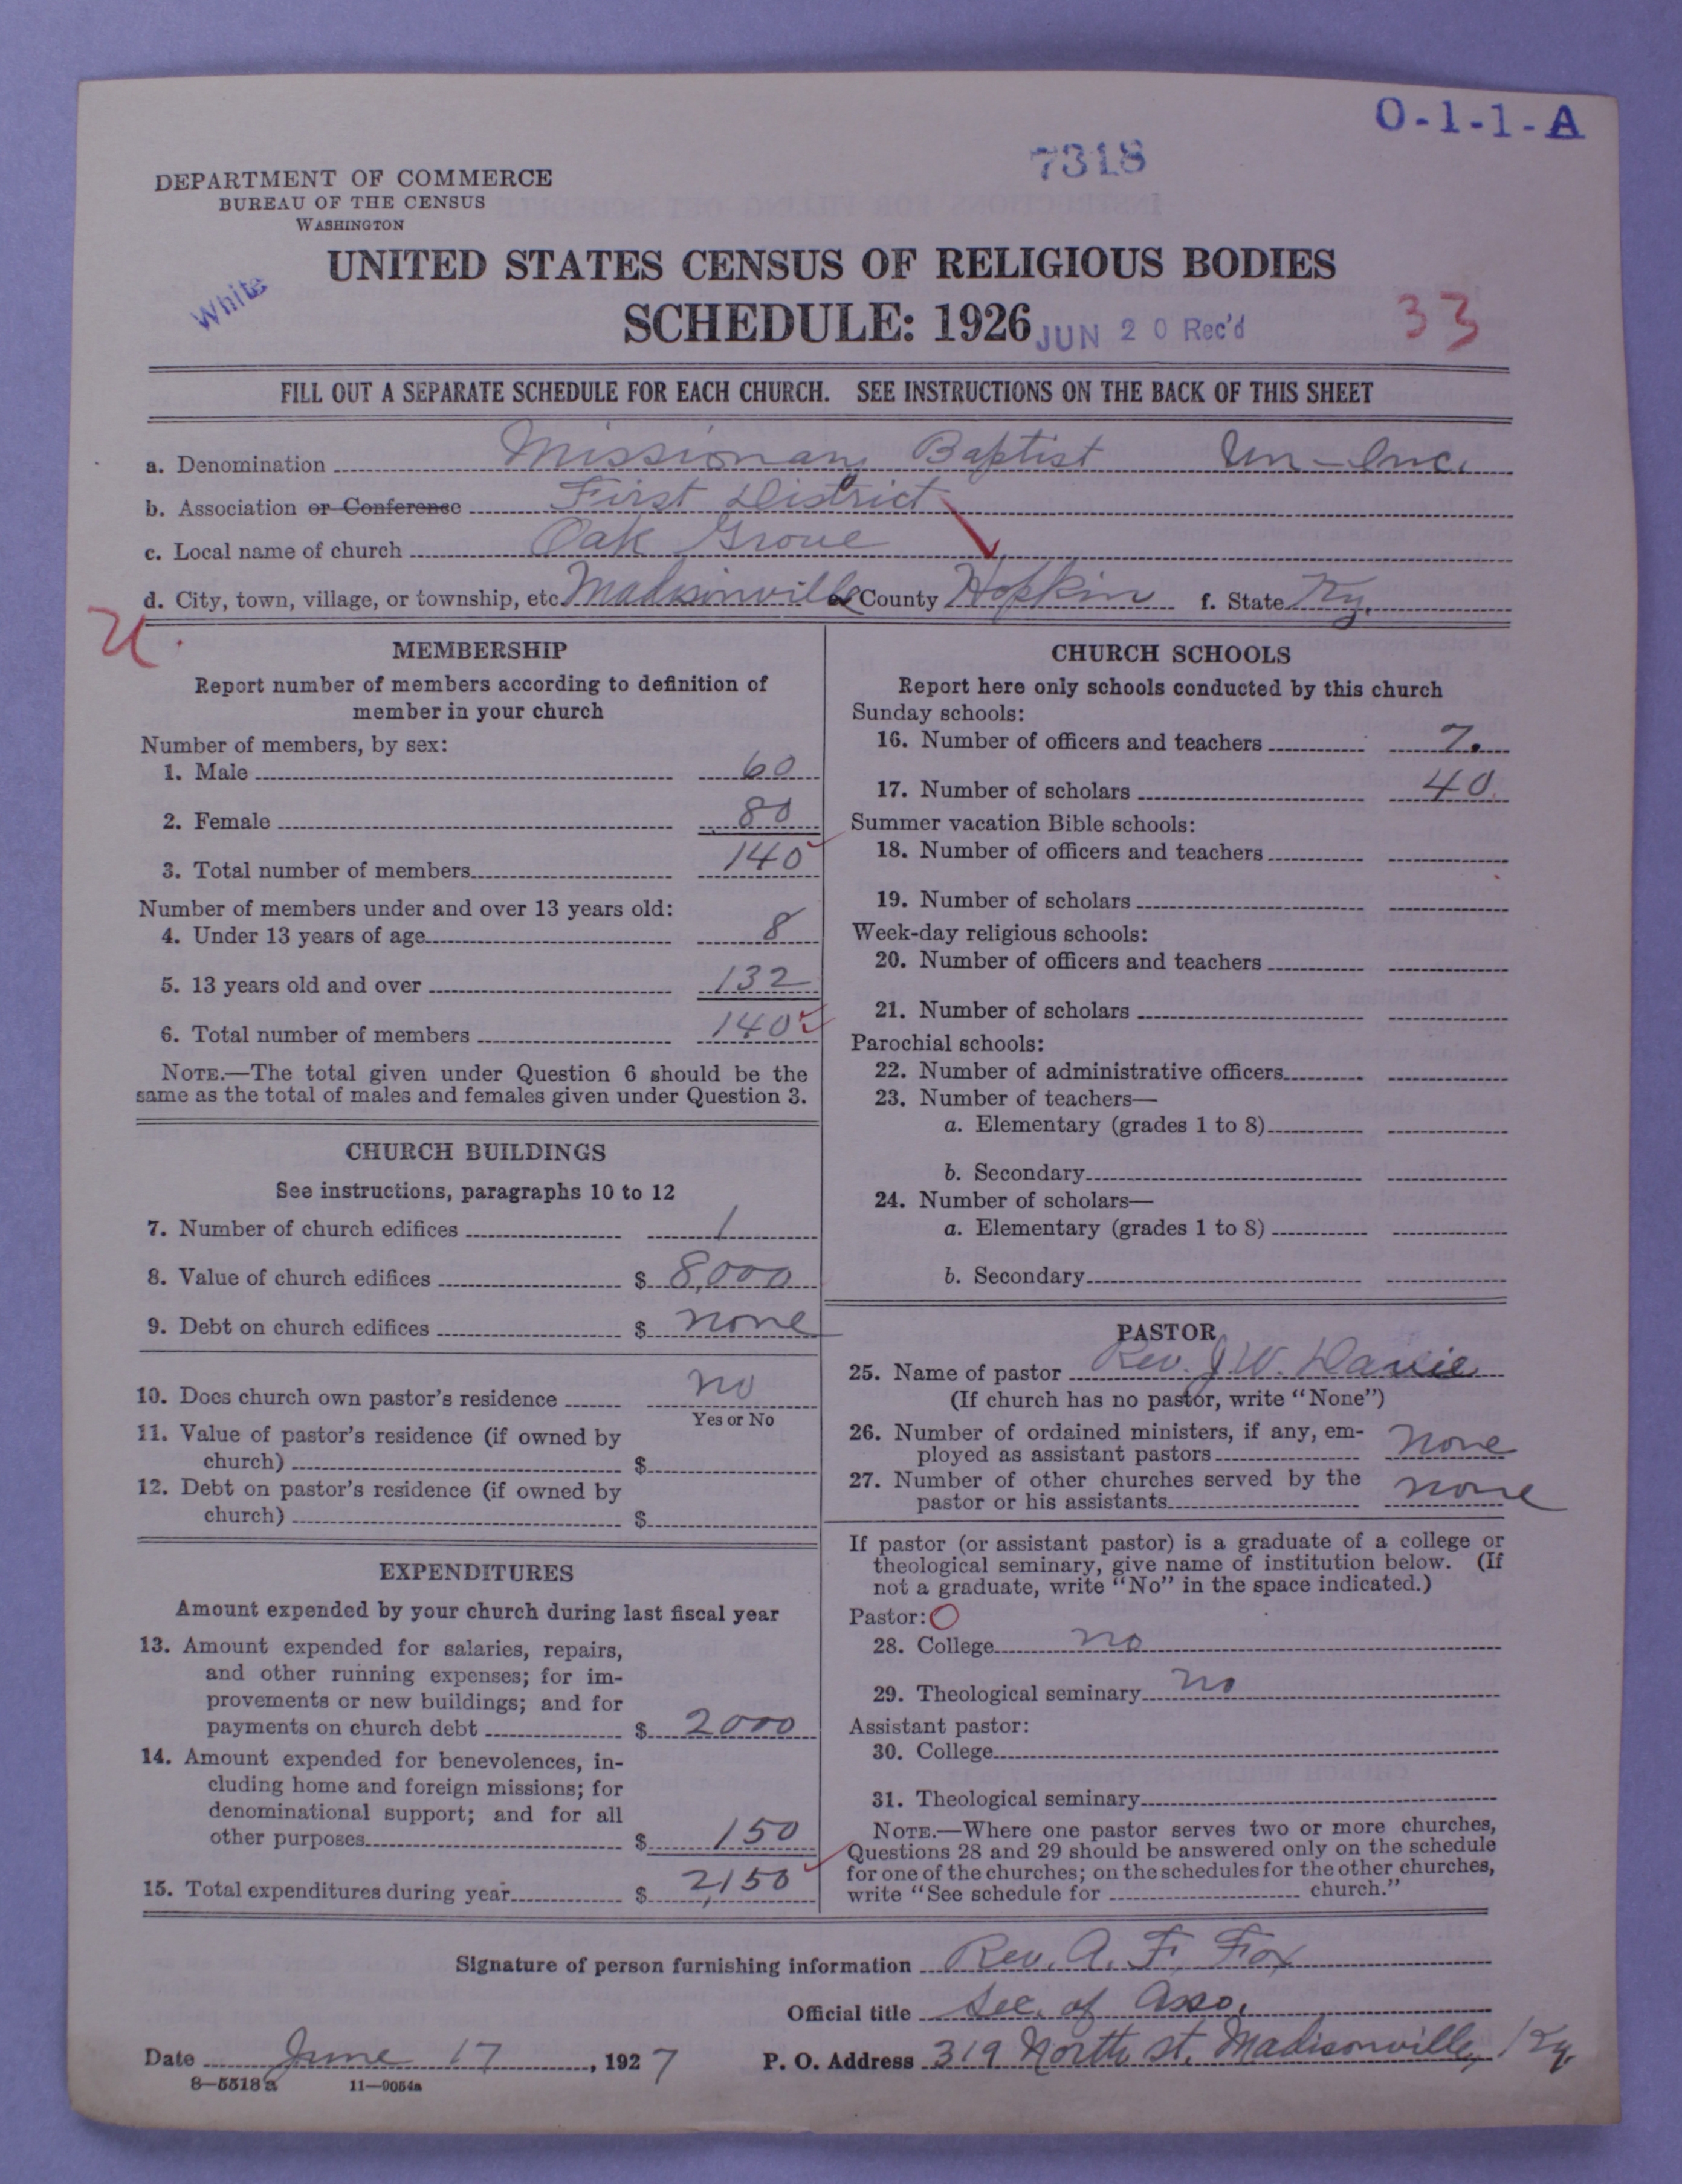 O-1-1-A
7318
DEPARTMENT OF COMMERCE
BUREAU OF THE CENSUS
WASHINGTON
UNITED STATES CENSUS OF RELIGIOUS BODIES
White
SCHEDULE: 1926
JUN 20 Rec'd
33
FILL OUT A SEPARATE SCHEDULE FOR EACH CHURCH. SEE INSTRUCTIONS ON THE BACK OF THIS SHEET
a. Denomination Missionary Baptist Un-Inc.
b. Association or Conference First District
c. Local name of church Oak Grove
d. City, town, village, or township, etc. Madisonville e. County Hopkin f. State Ky.
U.
MEMBERSHIP
Report number of members according to definition of
member in your church
Number of members, by sex:
1. Male 60
2. Female 80
3. Total number of members 140
Number of members under and over 13 years old:
4. Under 13 years of age 8
5. 13 years old and over 132
6. Total number of members 140
NOTE.—The total given under Question 6 should be the
same as the total of males and females given under Question 3.
CHURCH BUILDINGS
See instructions, paragraphs 10 to 12
7. Number of church edifices 1
8. Value of church edifices $ 8,000
9. Debt on church edifices $ none
10. Does church own pastor's residence no
Yes or No
11. Value of pastor's residence (if owned by
church) $
12. Debt on pastor's residence (if owned by
church) $
EXPENDITURES
Amount expended by your church during last fiscal year
13. Amount expended for salaries, repairs,
and other running expenses; for im-
provements or new buildings; and for
payments on church debt $ 2000
14. Amount expended for benevolences, in-
cluding home and foreign missions; for
denominational support; and for all
other purposes $ 150
15. Total expenditures during year $ 2,150
CHURCH SCHOOLS
Report here only schools conducted by this church
Sunday schools:
16. Number of officers and teachers 7.
17. Number of scholars 40.
Summer vacation Bible schools:
18. Number of officers and teachers
19. Number of scholars
Week-day religious schools:
20. Number of officers and teachers
21. Number of scholars
Parochial schools:
22. Number of administrative officers
23. Number of teachers—
a. Elementary (grades 1 to 8)
b. Secondary
24. Number of scholars—
a. Elementary (grades 1 to 8)
b. Secondary
PASTOR
25. Name of pastor Rev. J. W. Davie
(If church has no pastor, write "None")
26. Number of ordained ministers, if any, em-
ployed as assistant pastors none
27. Number of other churches served by the
pastor or his assistants none
If pastor (or assistant pastor) is a graduate of a college or
theological seminary, give name of institution below. (If
not a graduate, write "No" in the space indicated.)
Pastor: O
28. College no
29. Theological seminary no
Assistant pastor:
30. College
31. Theological seminary
NOTE.—Where one pastor serves two or more churches,
Questions 28 and 29 should be answered only on the schedule
for one of the churches; on the schedules for the other churches,
write "See schedule for church."
Signature of person furnishing information Rev. A. F. Fox
Official title Sec. of Asso.
Date June 17, 1927 P. O. Address 319 North st. Madisonville, Ky.
8—5518a 11—9054a